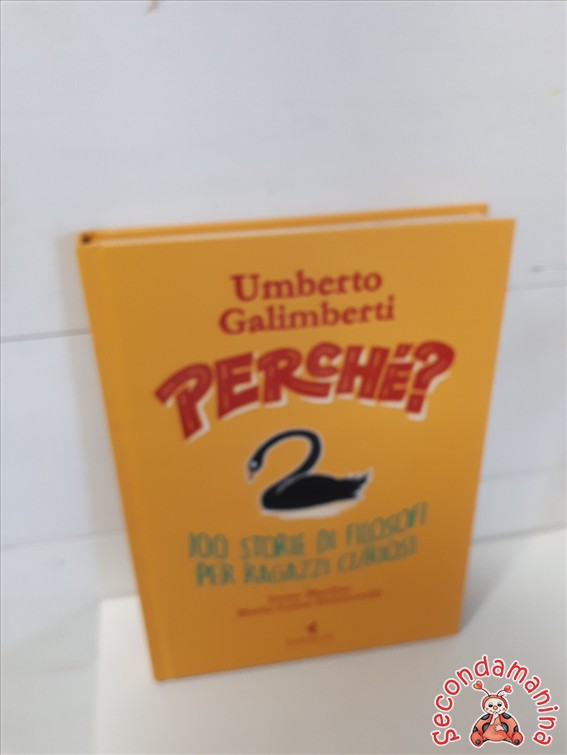 Umberto
Galimberti
PERCHÉ?
100 STORIE DI FILOSOFI
PER RAGAZZI CURIOSI
Secondamanina